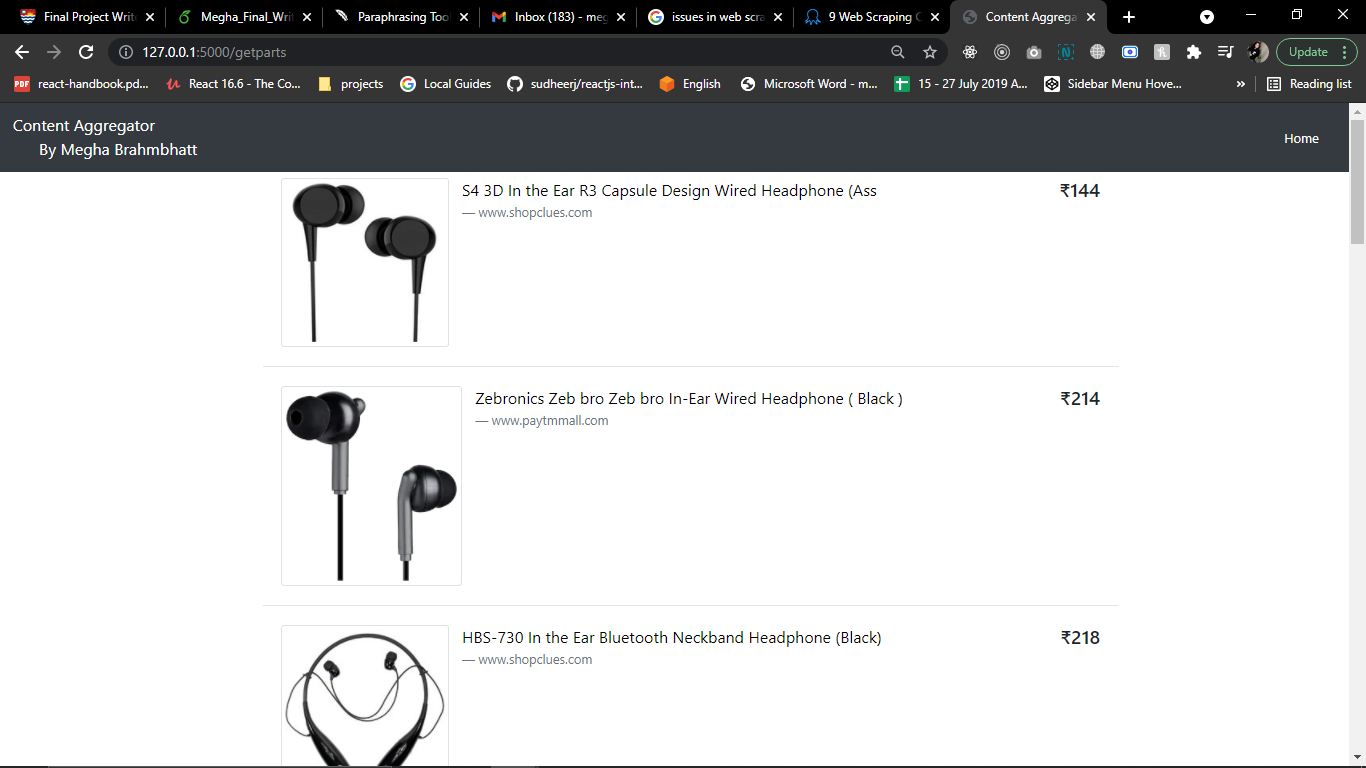 Final Project Write
Megha_Final_Writ
Paraphrasing Tool
Inbox (183) - meg
issues in web scra
9 Web Scraping C
Content Aggrega
127.0.0.1:5000/getparts
Update
PDF
react-handbook.pd...
React 16.6 - The Co...
projects
Local Guides
sudheerj/reactjs-int...
English
Microsoft Word - m...
15 - 27 July 2019 A...
Sidebar Menu Hove...
»
Reading list
Content Aggregator
By Megha Brahmbhatt
Home
S4 3D In the Ear R3 Capsule Design Wired Headphone (Ass
₹144
— www.shopclues.com
Zebronics Zeb bro Zeb bro In-Ear Wired Headphone ( Black )
₹214
— www.paytmmall.com
HBS-730 In the Ear Bluetooth Neckband Headphone (Black)
₹218
— www.shopclues.com